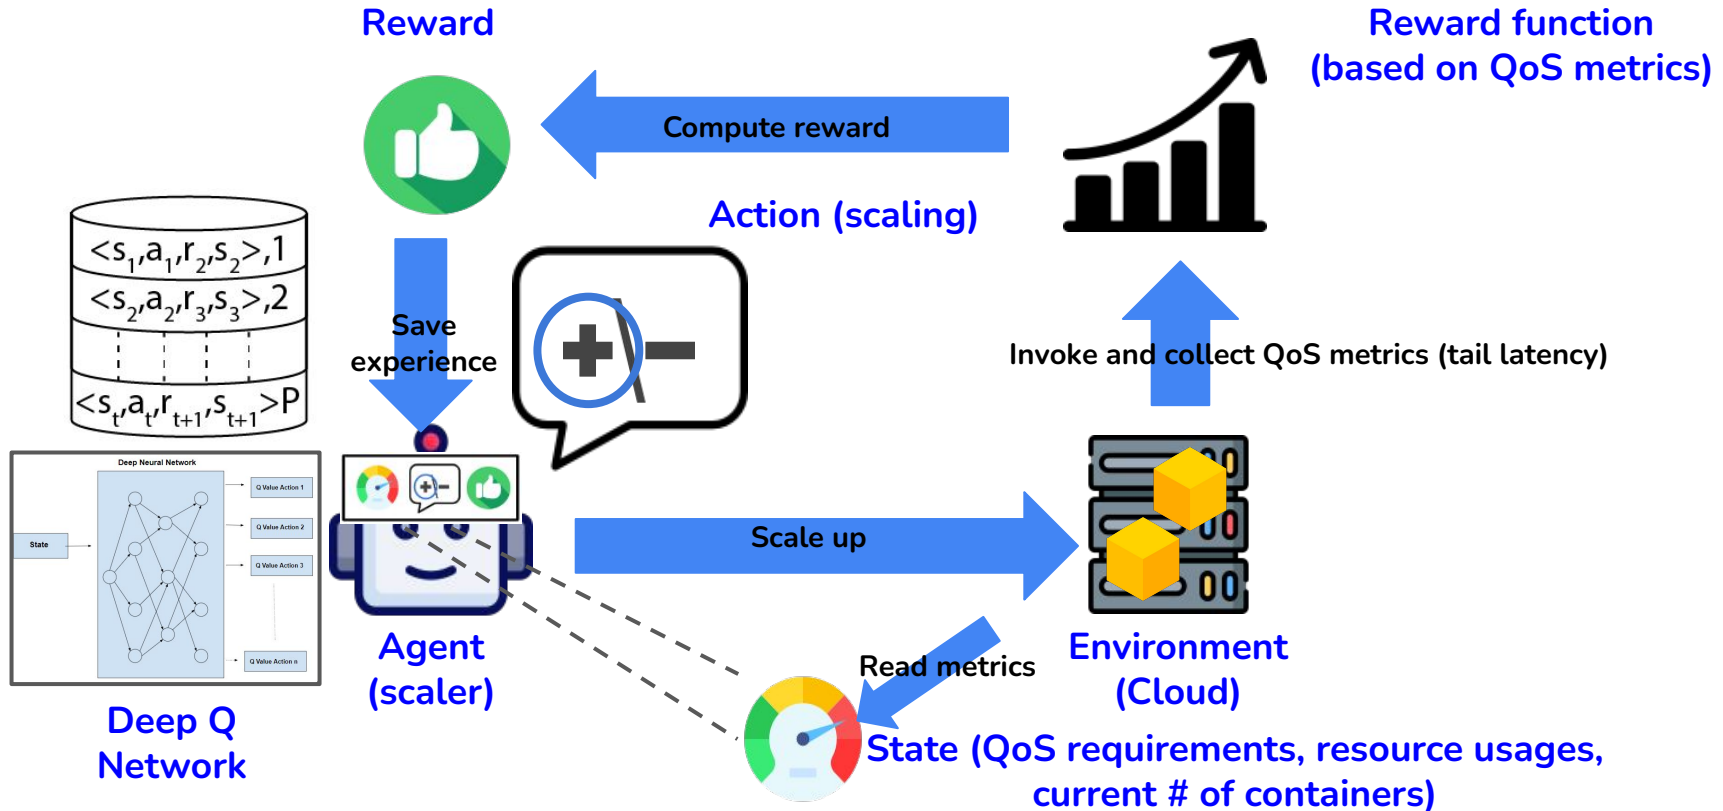 Reward
Reward function
(based on QoS metrics)
Compute reward
Action (scaling)
<s1,a1,r2,s2>,1
<s2,a2,r3,s3>,2
<st,at,rt+1,st+1>P
Save
experience
Invoke and collect QoS metrics (tail latency)
Deep Neural Network
State
Q Value Action 1
Q Value Action 2
Q Value Action 3
Q Value Action n
Scale up
Agent
(scaler)
Read metrics
Environment
(Cloud)
Deep Q
Network
State (QoS requirements, resource usages,
current # of containers)